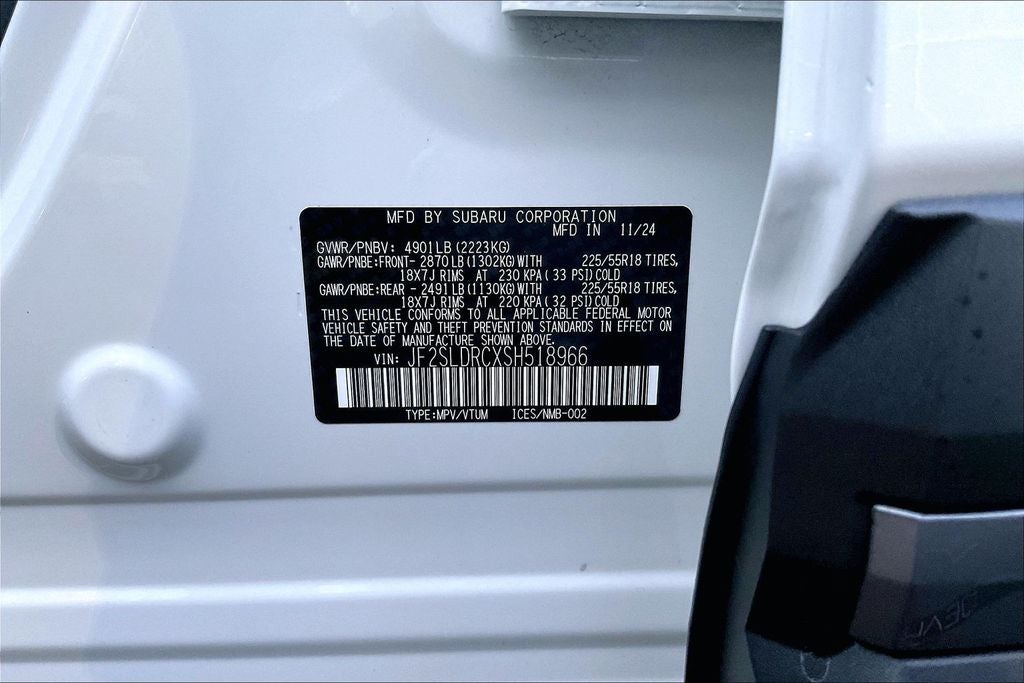 MFD BY SUBARU CORPORATION
MFD IN 11/24
GVWR/PNBV: 4901LB(2223KG)
GAWR/PNBE:FRONT- 2870LB(1302KG)WITH 225/55R18 TIRES,
18X7J RIMS AT 230 KPA( 33 PSI)COLD
GAWR/PNBE:REAR - 2491LB(1130KG)WITH 225/55R18 TIRES,
18X7J RIMS AT 220 KPA( 32 PSI)COLD
THIS VEHICLE CONFORMS TO ALL APPLICABLE FEDERAL MOTOR
VEHICLE SAFETY AND THEFT PREVENTION STANDARDS IN EFFECT ON
THE DATE OF MANUFACTURE SHOWN ABOVE.
VIN: JF2SLDRCXSH518966
TYPE:MPV/VTUM ICES/NMB-002